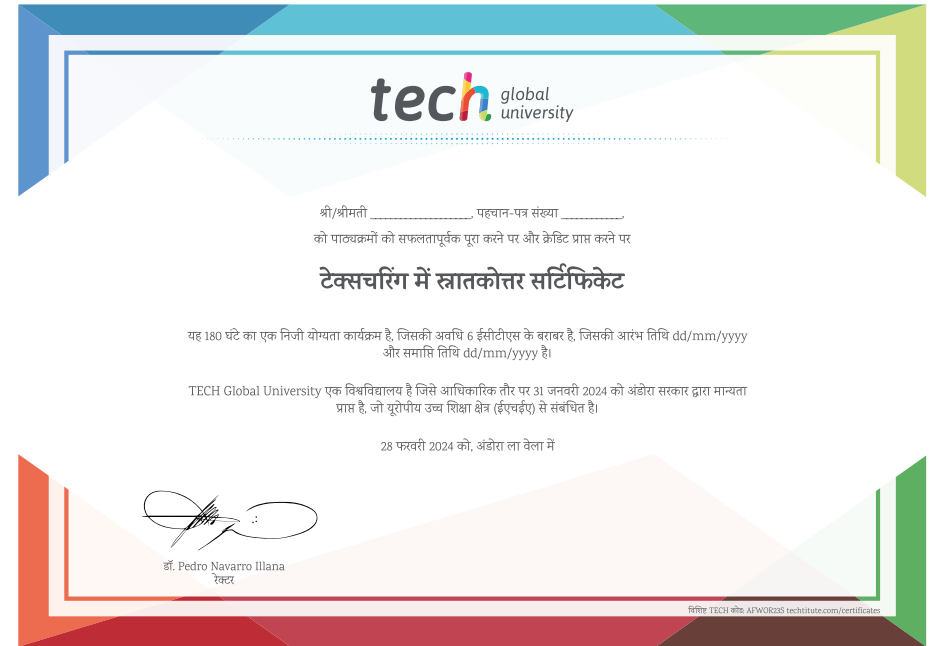 tech global university
श्री/श्रीमती ____________________, पहचान-पत्र संख्या ____________,
को पाठ्यक्रमों को सफलतापूर्वक पूरा करने पर और क्रेडिट प्राप्त करने पर
टेक्सचरिंग में स्नातकोत्तर सर्टिफिकेट
यह 180 घंटे का एक निजी योग्यता कार्यक्रम है, जिसकी अवधि 6 ईसीटीएस के बराबर है, जिसकी आरंभ तिथि dd/mm/yyyy
और समाप्ति तिथि dd/mm/yyyy है।
TECH Global University एक विश्वविद्यालय है जिसे आधिकारिक तौर पर 31 जनवरी 2024 को अंडोरा सरकार द्वारा मान्यता
प्राप्त है, जो यूरोपीय उच्च शिक्षा क्षेत्र (ईएचईए) से संबंधित है।
28 फरवरी 2024 को, अंडोरा ला वेला में
डॉ. Pedro Navarro Illana
रेक्टर
विशिष्ट TECH कोड: AFWOR23S techtitute.com/certificates